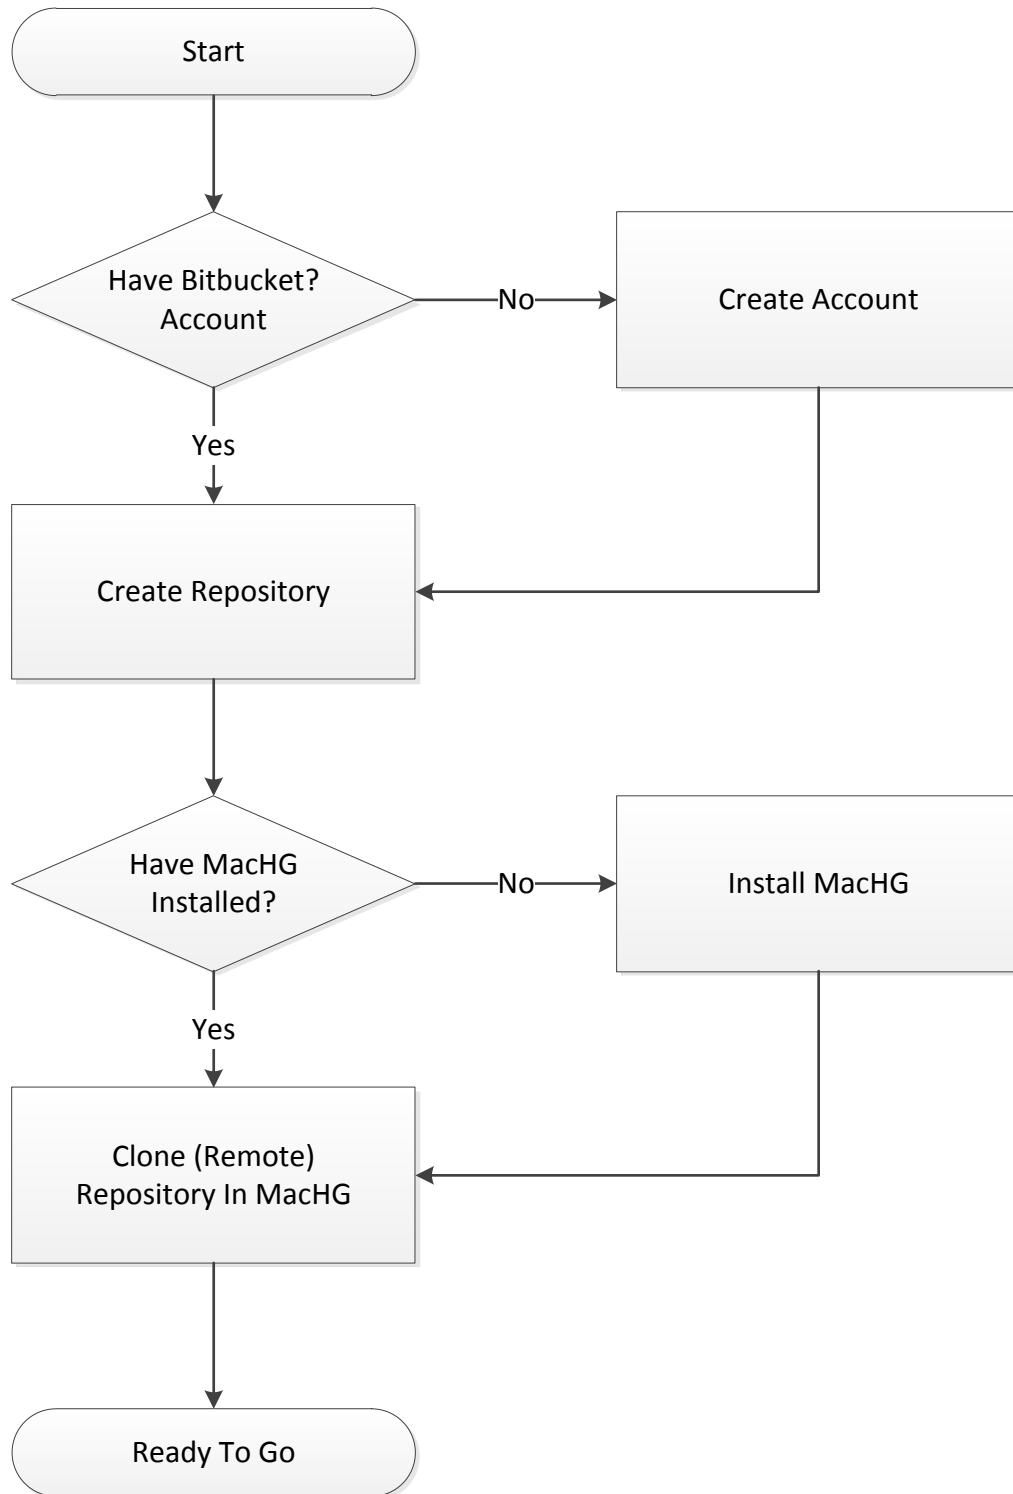 Start
Have Bitbucket?
Account
No
Create Account
Yes
Create Repository
Have MacHG
Installed?
No
Install MacHG
Yes
Clone (Remote)
Repository In MacHG
Ready To Go